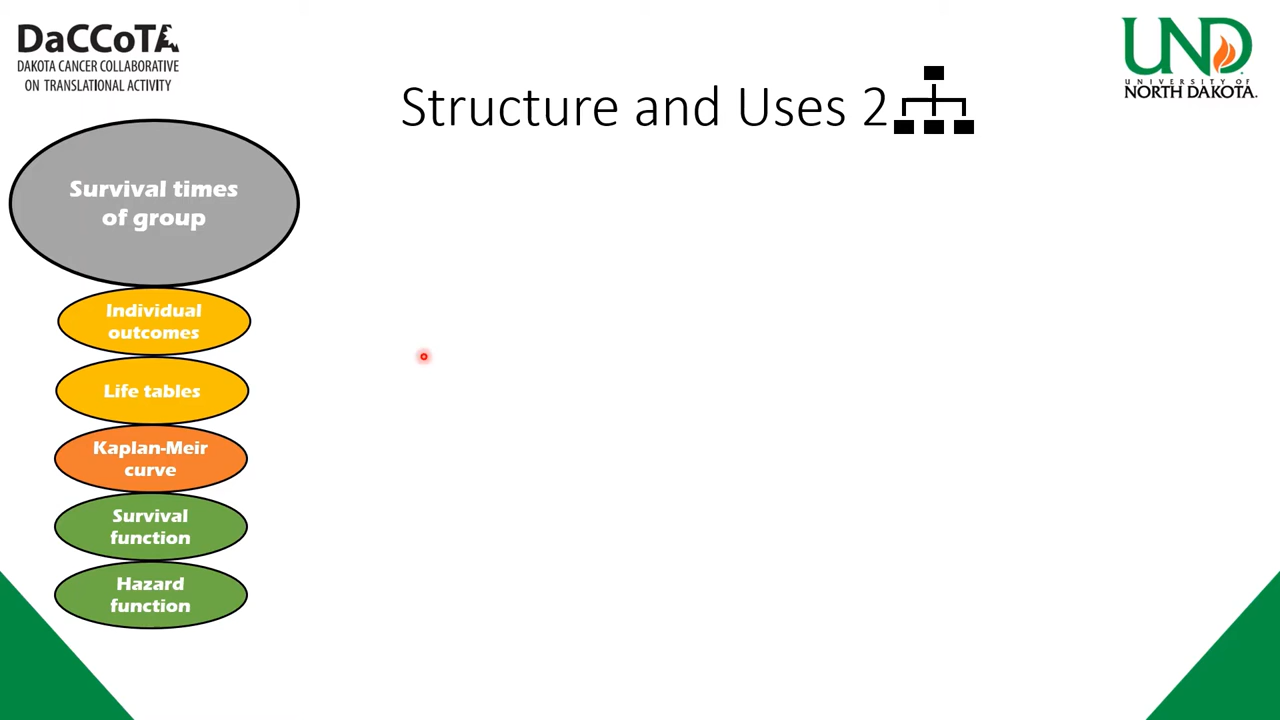 DaCCoTA
DAKOTA CANCER COLLABORATIVE
ON TRANSLATIONAL ACTIVITY
UND
UNIVERSITY OF
NORTH DAKOTA.
Structure and Uses 2
Survival times
of group
Individual
outcomes
Life tables
Kaplan-Meir
curve
Survival
function
Hazard
function